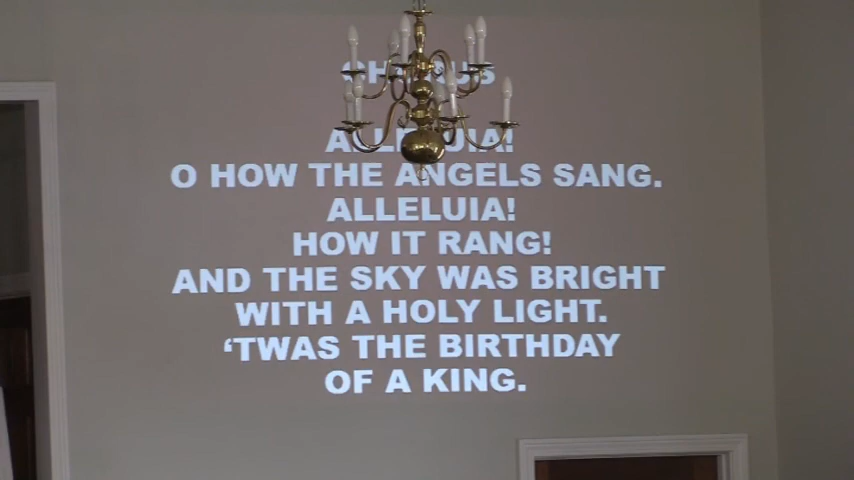 CHORUS
ALLELUIA!
O HOW THE ANGELS SANG.
ALLELUIA!
HOW IT RANG!
AND THE SKY WAS BRIGHT
WITH A HOLY LIGHT.
‘TWAS THE BIRTHDAY
OF A KING.